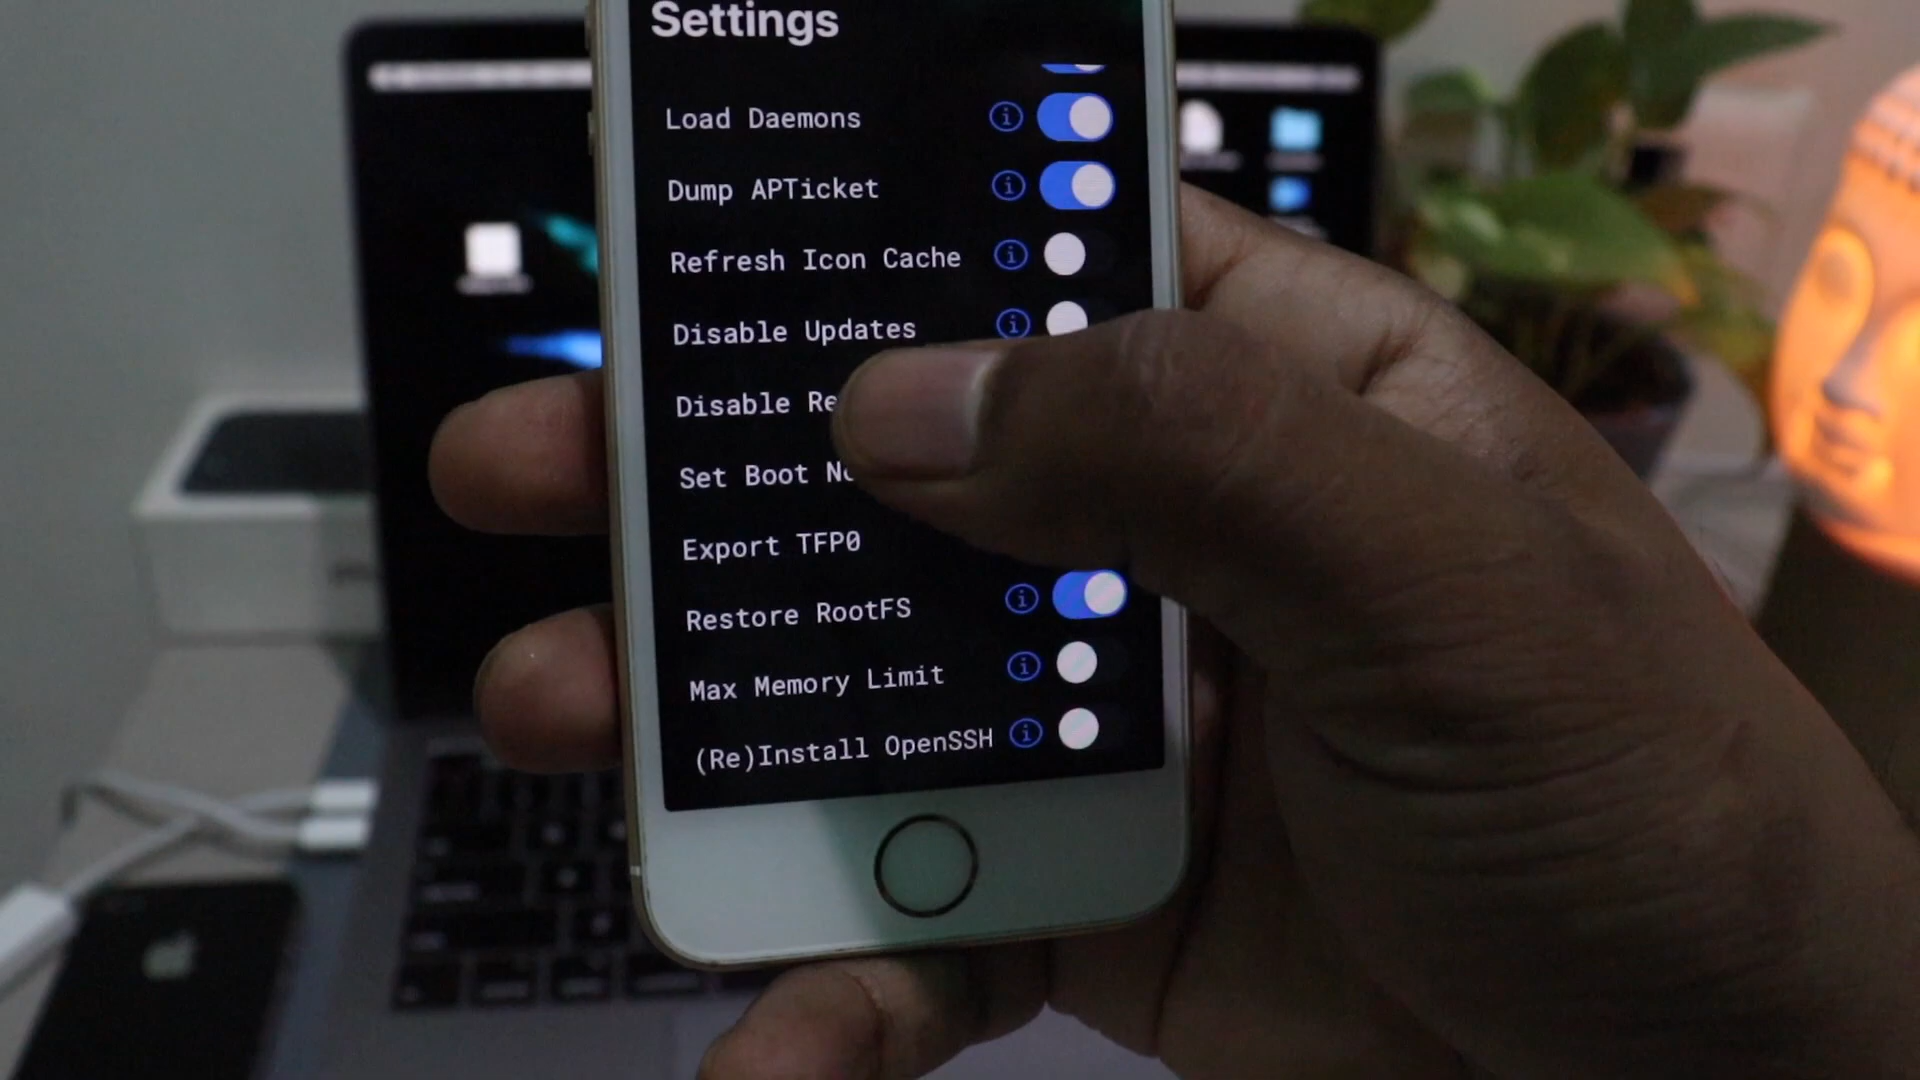 Settings
Load Daemons
Dump APTicket
Refresh Icon Cache
Disable Updates
Disable
Set Boot
Export TFP0
Restore RootFS
Max Memory Limit
(Re)Install OpenSSH